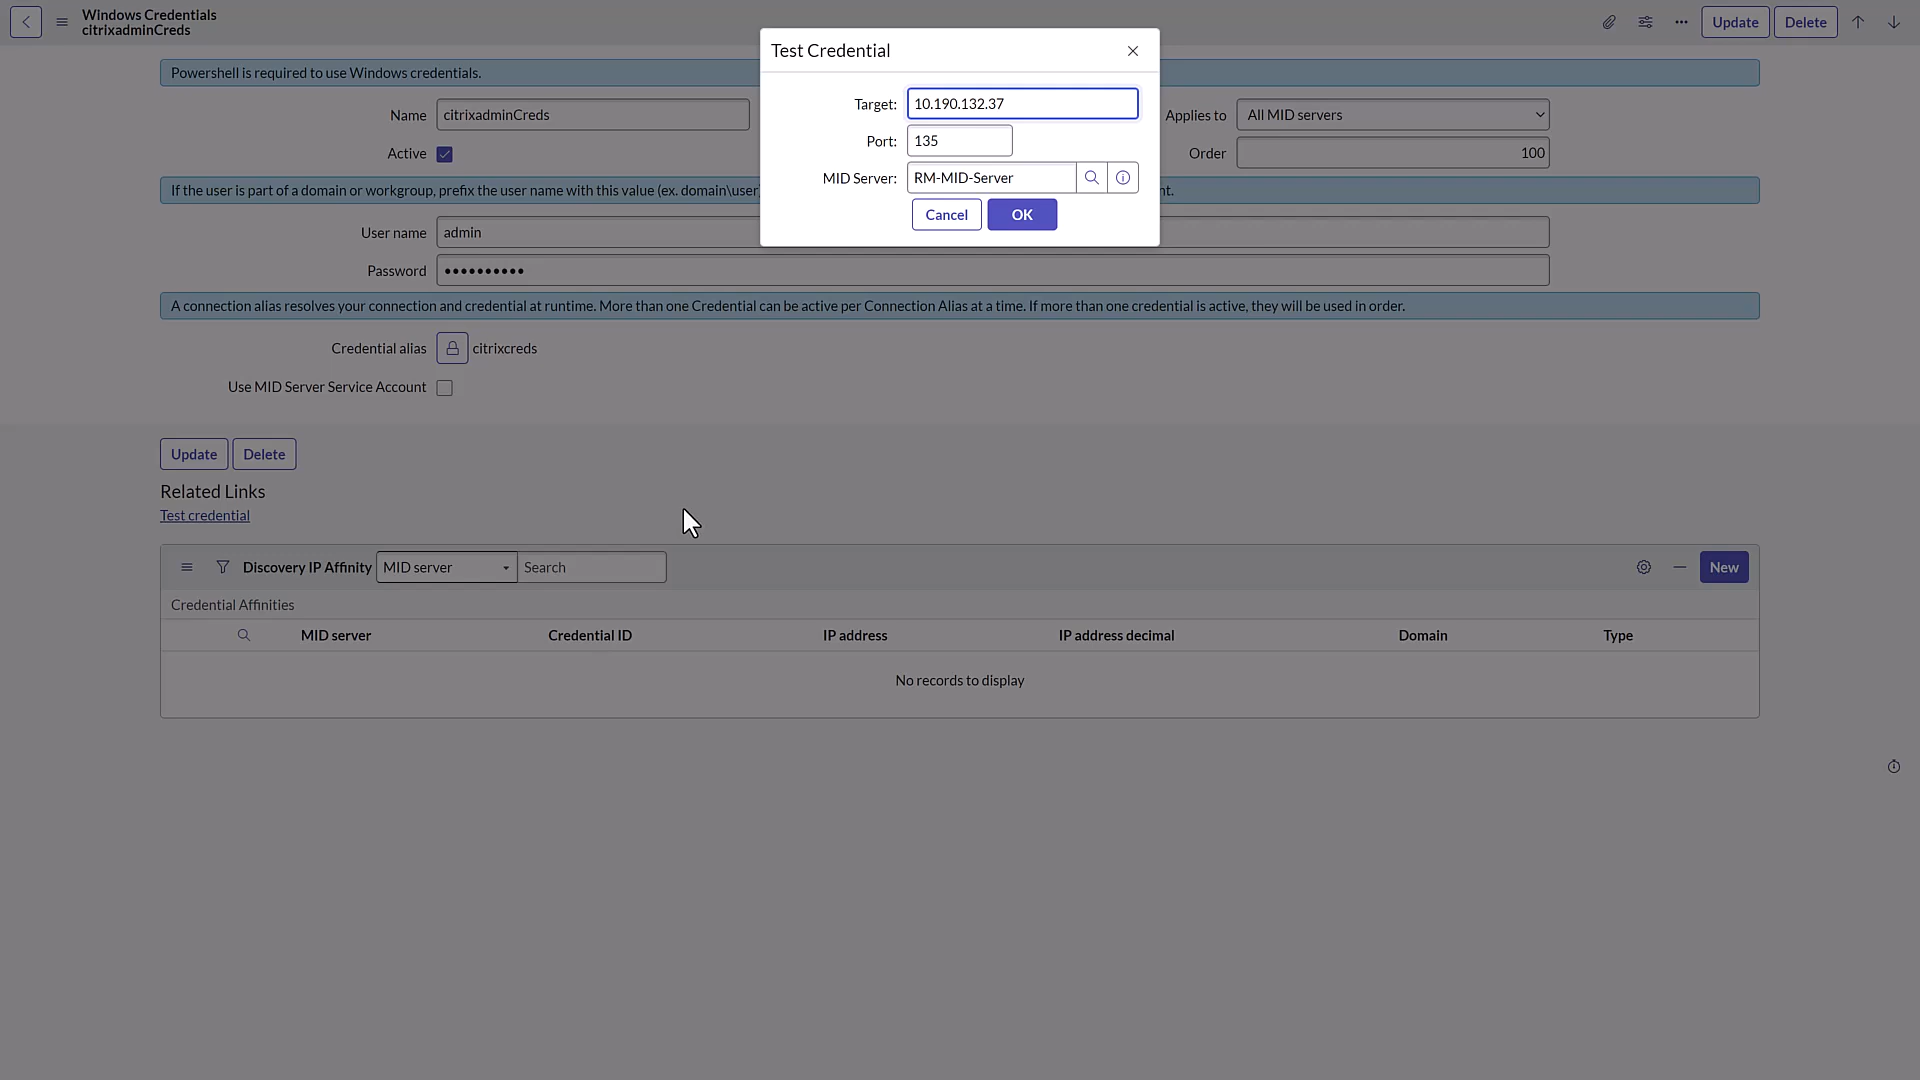 Windows Credentials
citrixadminCreds
Update
Delete
Test Credential
Target: 10.190.132.37
Port: 135
MID Server: RM-MID-Server
Cancel
OK
Powershell is required to use Windows credentials.
Name citrixadminCreds
Applies to All MID servers
Active
Order 100
If the user is part of a domain or workgroup, prefix the user name with this value (ex. domain\user)
nt.
User name admin
Password ••••••••••
A connection alias resolves your connection and credential at runtime. More than one Credential can be active per Connection Alias at a time. If more than one credential is active, they will be used in order.
Credential alias citrixcreds
Use MID Server Service Account
Update
Delete
Related Links
Test credential
Discovery IP Affinity MID server Search
New
Credential Affinities
MID server Credential ID IP address IP address decimal Domain Type
No records to display